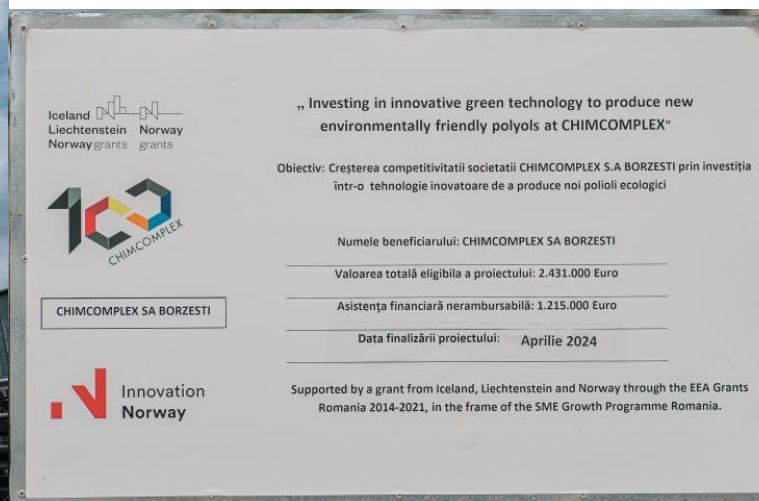 Iceland
Liechtenstein Norway
Norway grants grants
100
CHIMCOMPLEX
CHIMCOMPLEX SA BORZESTI
Innovation
Norway
„ Investing in innovative green technology to produce new
environmentally friendly polyols at CHIMCOMPLEX”
Obiectiv: Creșterea competitivitatii societatii CHIMCOMPLEX S.A BORZESTI prin investiția
într-o tehnologie inovatoare de a produce noi polioli ecologici
Numele beneficiarului: CHIMCOMPLEX SA BORZESTI
Valoarea totală eligibila a proiectului: 2.431.000 Euro
Asistența financiară nerambursabilă: 1.215.000 Euro
Data finalizării proiectului: Aprilie 2024
Supported by a grant from Iceland, Liechtenstein and Norway through the EEA Grants
Romania 2014-2021, in the frame of the SME Growth Programme Romania.